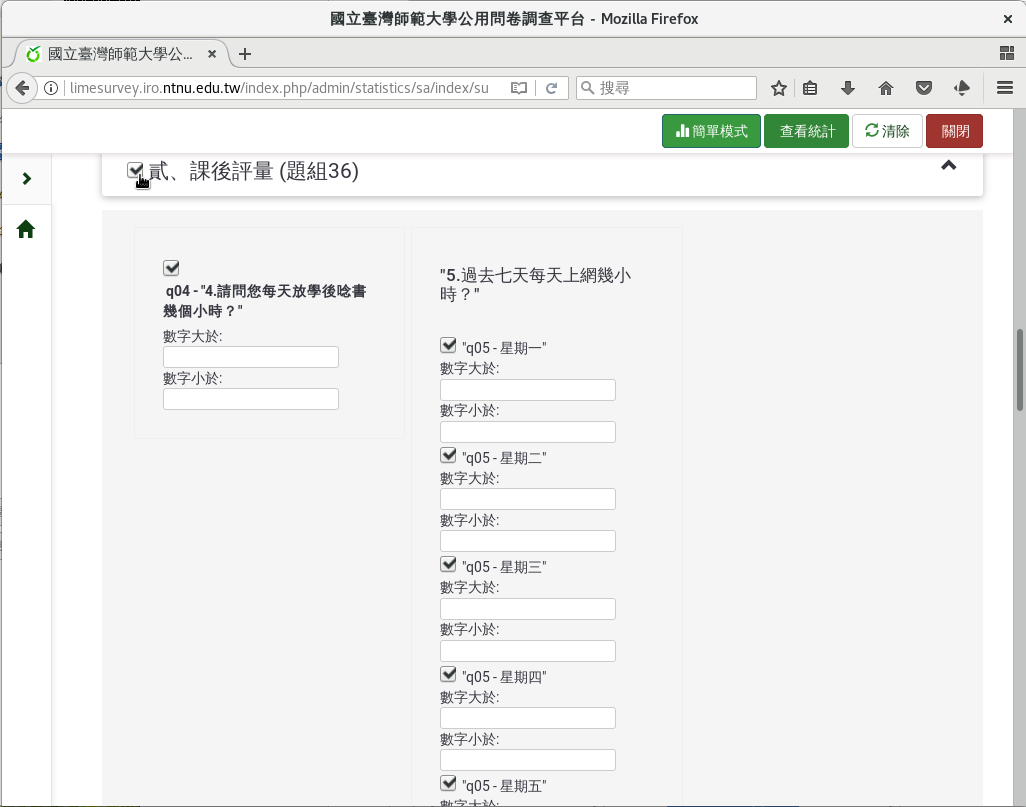 國立臺灣師範大學公用問卷調查平台 - Mozilla Firefox
國立臺灣師範大學公...
limesurvey.iro.ntnu.edu.tw/index.php/admin/statistics/sa/index/su
搜尋
簡單模式
查看統計
清除
關閉
貳、課後評量 (題組36)
q04 - "4.請問您每天放學後唸書
幾個小時？"
數字大於:
數字小於:
"5.過去七天每天上網幾小
時？"
"q05 - 星期一"
數字大於:
數字小於:
"q05 - 星期二"
數字大於:
數字小於:
"q05 - 星期三"
數字大於:
數字小於:
"q05 - 星期四"
數字大於:
數字小於:
"q05 - 星期五"
數字大於: